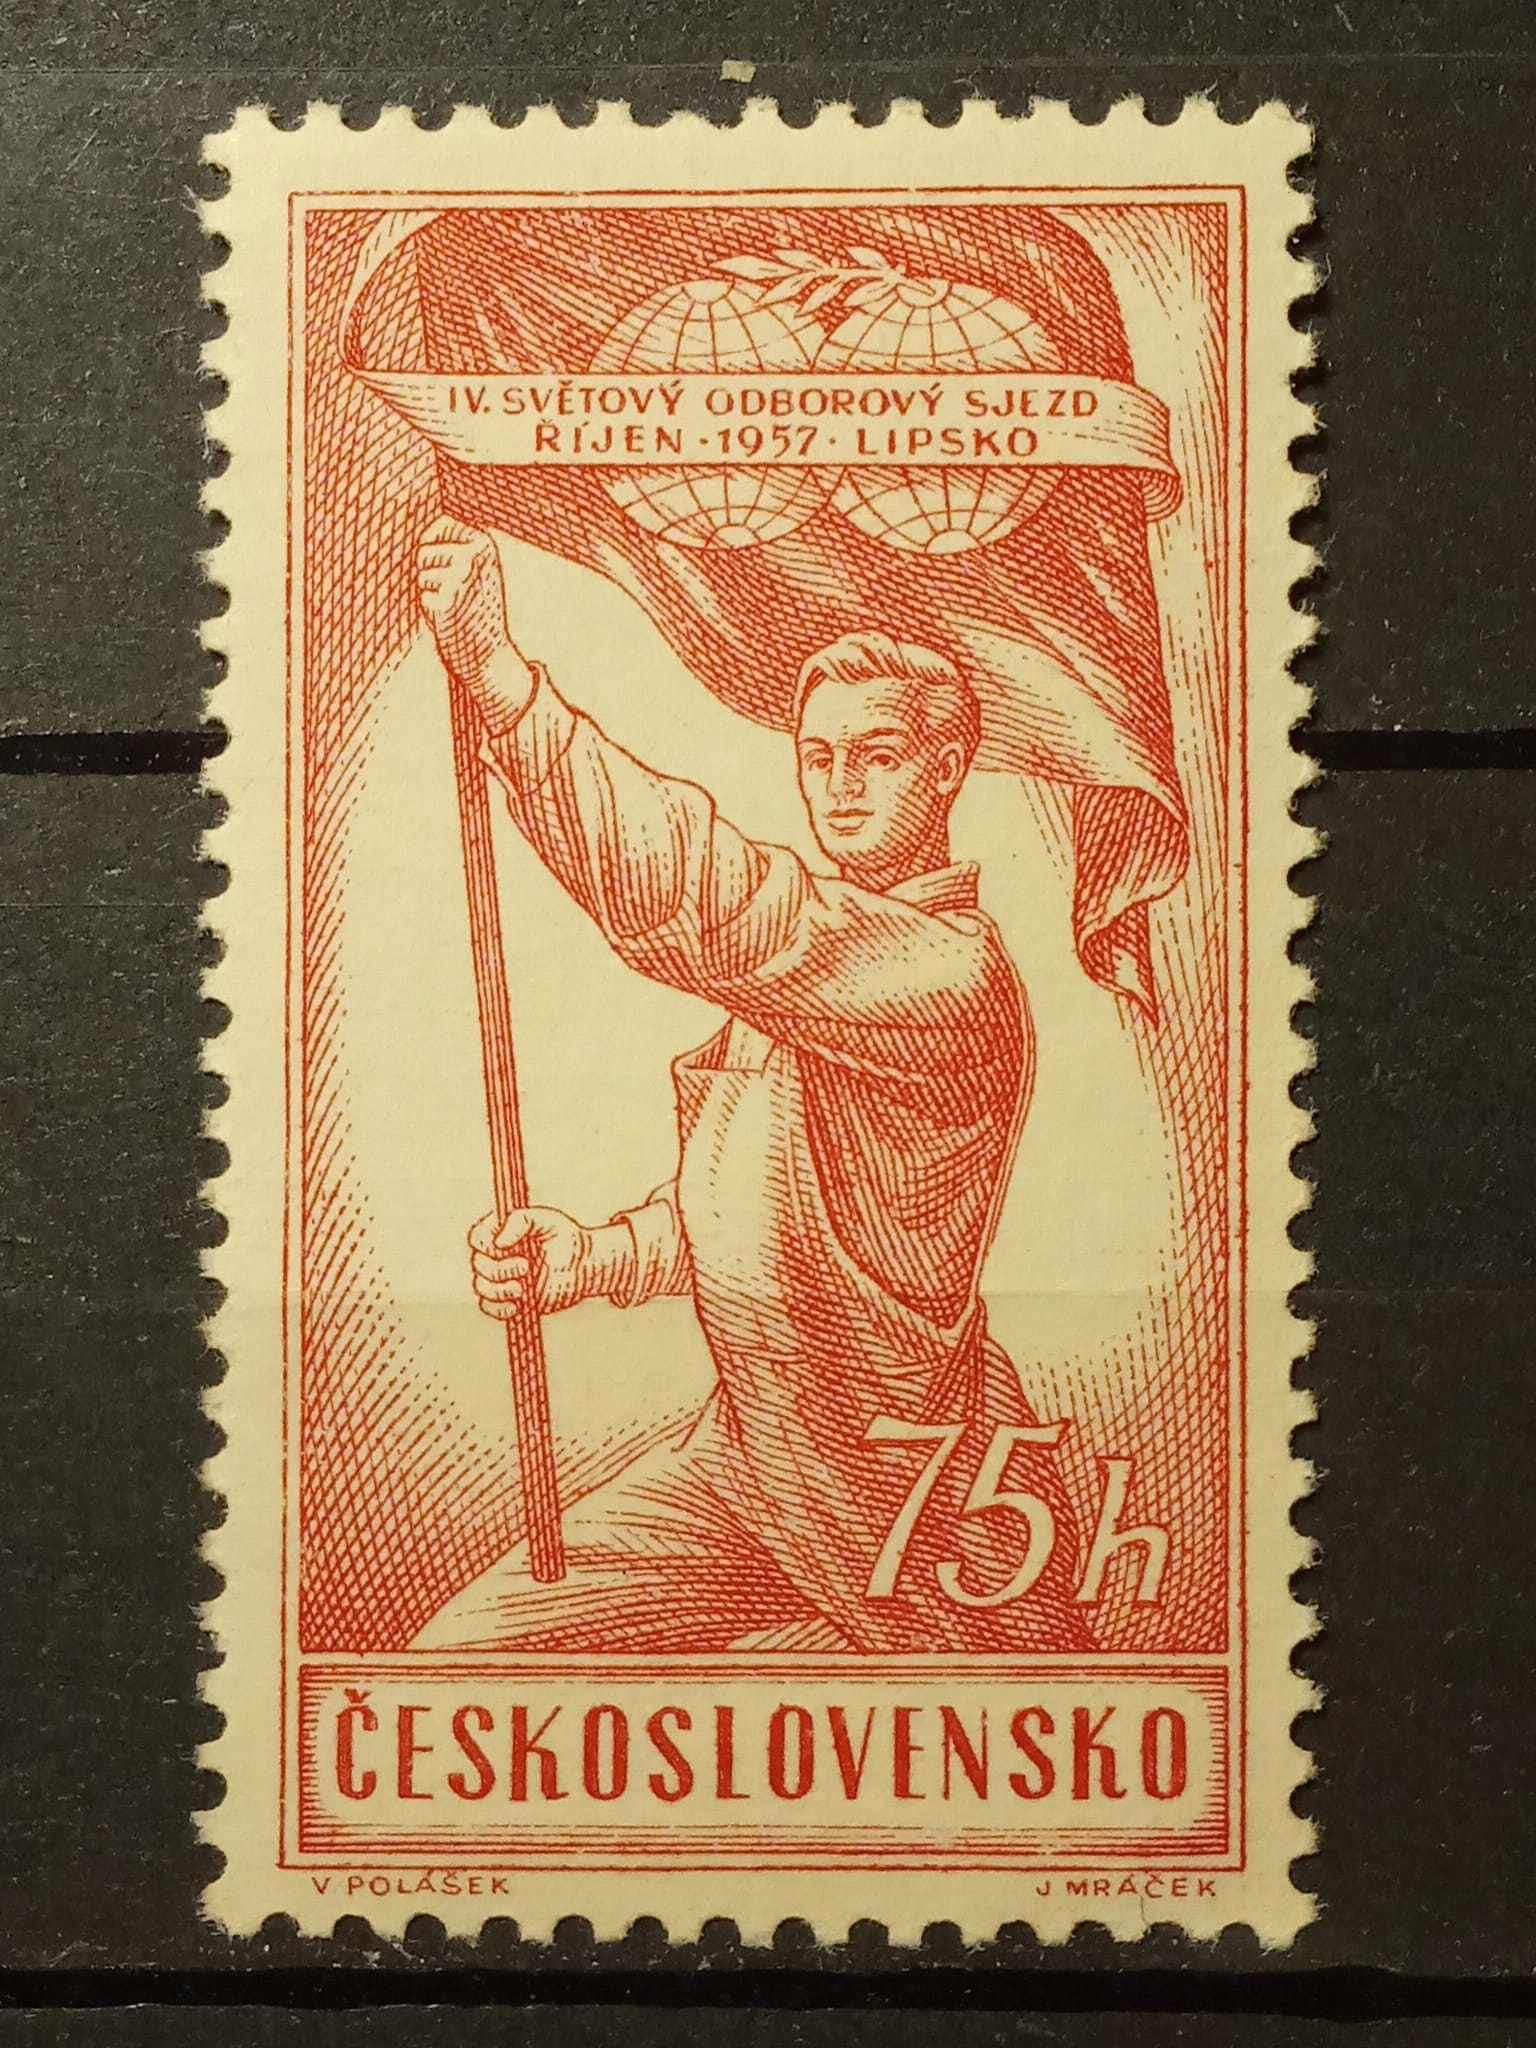 IV. SVĚTOVÝ ODBOROVÝ SJEZD
ŘÍJEN · 1957 · LIPSKO
75h
ČESKOSLOVENSKO
V. POLÁŠEK
J. MRÁČEK